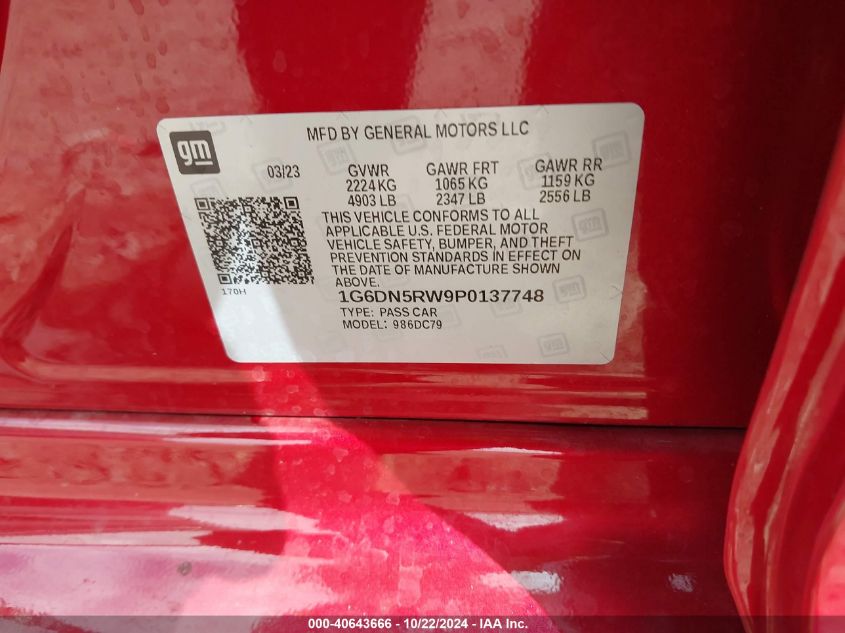 gm
MFD BY GENERAL MOTORS LLC
03/23 GVWR GAWR FRT GAWR RR
2224 KG 1065 KG 1159 KG
4903 LB 2347 LB 2556 LB
THIS VEHICLE CONFORMS TO ALL
APPLICABLE U.S. FEDERAL MOTOR
VEHICLE SAFETY, BUMPER, AND THEFT
PREVENTION STANDARDS IN EFFECT ON
THE DATE OF MANUFACTURE SHOWN
ABOVE.
170H
1G6DN5RW9P0137748
TYPE: PASS CAR
MODEL: 986DC79
000-40643666 - 10/22/2024 - IAA Inc.